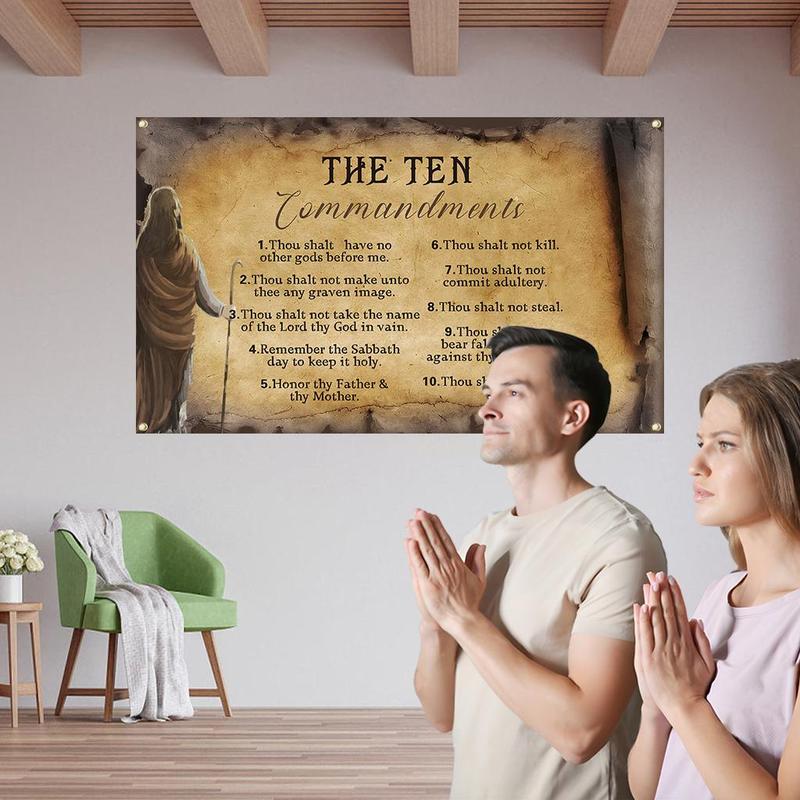 THE TEN
Commandments
1.Thou shalt have no
other gods before me.
2.Thou shalt not make unto
thee any graven image.
3.Thou shalt not take the name
of the Lord thy God in vain.
4.Remember the Sabbath
day to keep it holy.
5.Honor thy Father &
thy Mother.
6.Thou shalt not kill.
7.Thou shalt not
commit adultery.
8.Thou shalt not steal.
9.Thou
bear
against thy
10.Thou